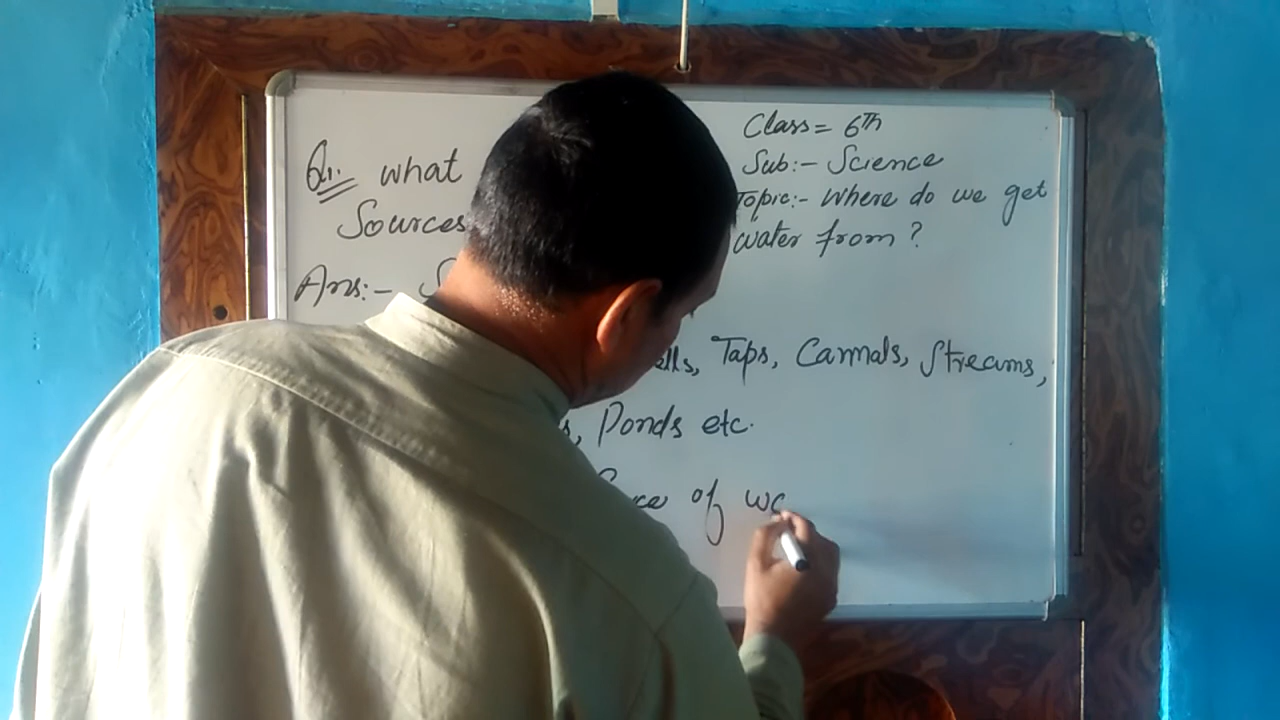 Class = 6th
Sub:- Science
Topic:- Where do we get
water from ?
Q1. what
Sources
Ans:-
Taps, Cannals, Streams,
Ponds etc.
of wa